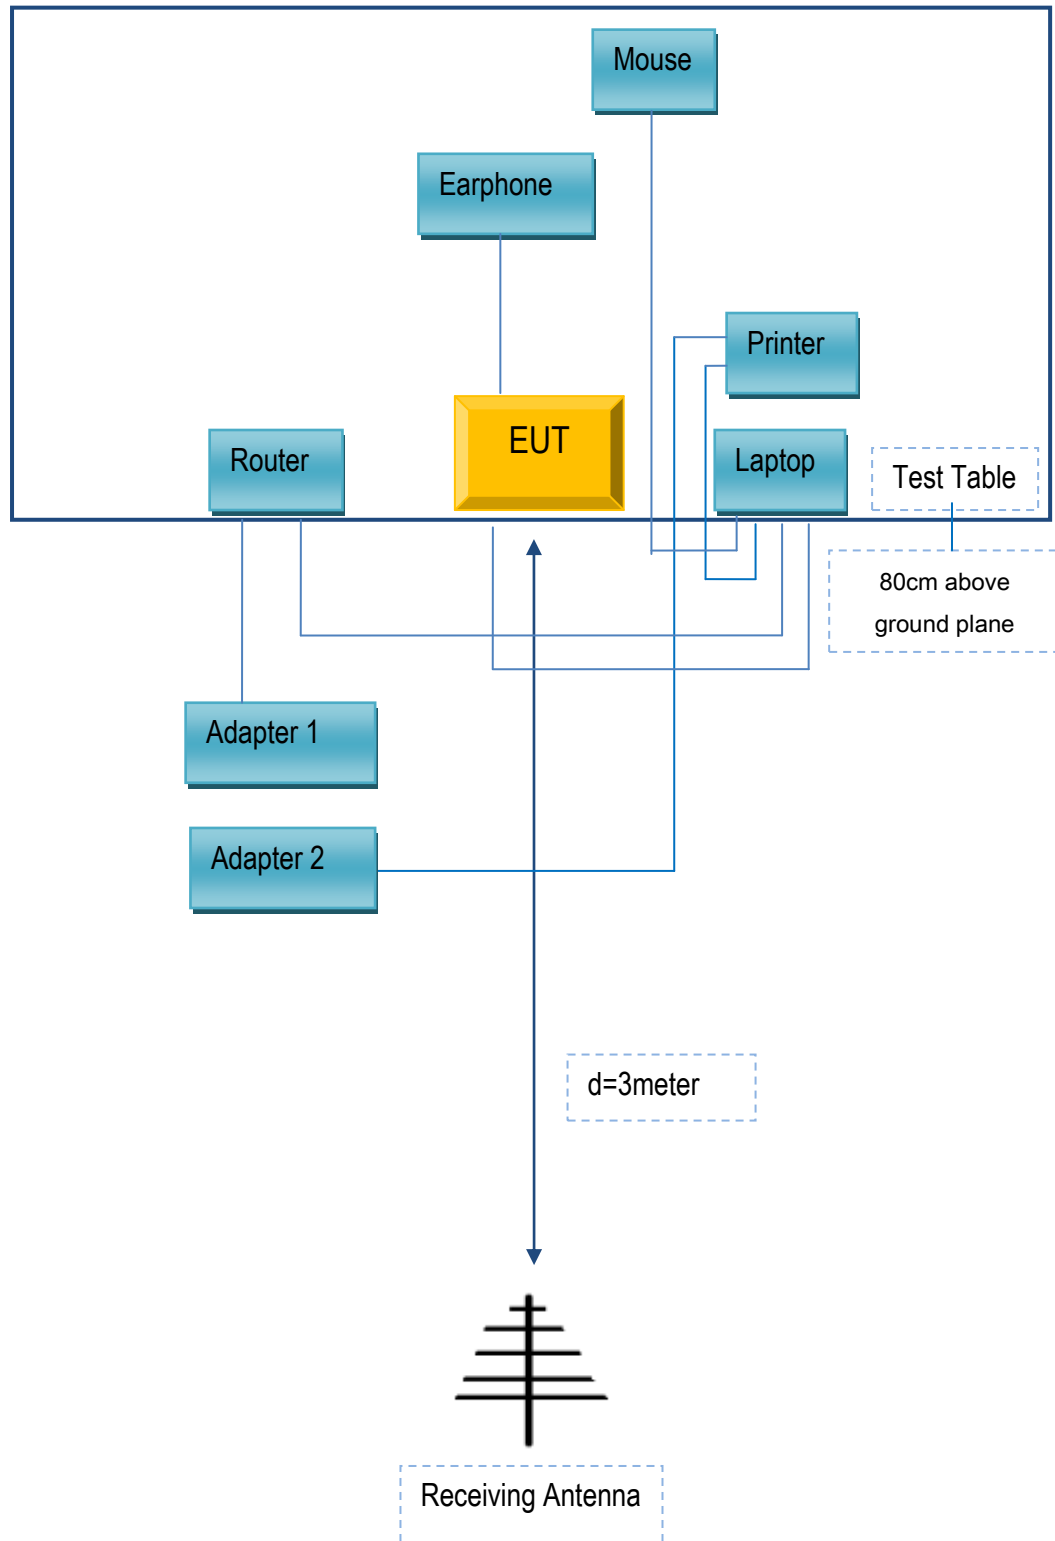 Mouse
Earphone
Printer
EUT
Router
Laptop
Test Table
80cm above
ground plane
Adapter 1
Adapter 2
d=3meter
Receiving Antenna